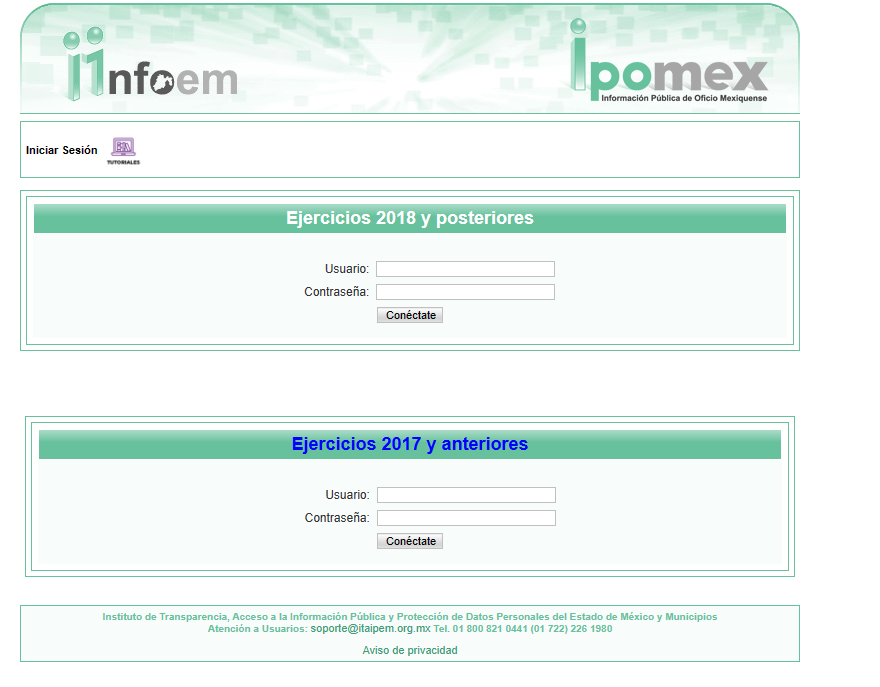 infoem
ipomex
Información Pública de Oficio Mexiquense
Iniciar Sesión
TUTORIALES
Ejercicios 2018 y posteriores
Usuario:
Contraseña:
Conéctate
Ejercicios 2017 y anteriores
Usuario:
Contraseña:
Conéctate
Instituto de Transparencia, Acceso a la Información Pública y Protección de Datos Personales del Estado de México y Municipios
Atención a Usuarios: soporte@itaipem.org.mx Tel. 01 800 821 0441 (01 722) 226 1980
Aviso de privacidad